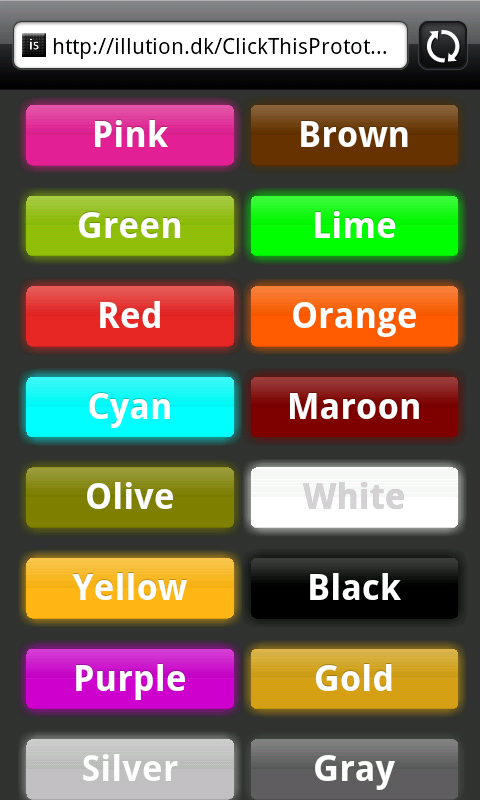 is http://illution.dk/ClickThisPrototot...
Pink Brown
Green Lime
Red Orange
Cyan Maroon
Olive White
Yellow Black
Purple Gold
Silver Gray